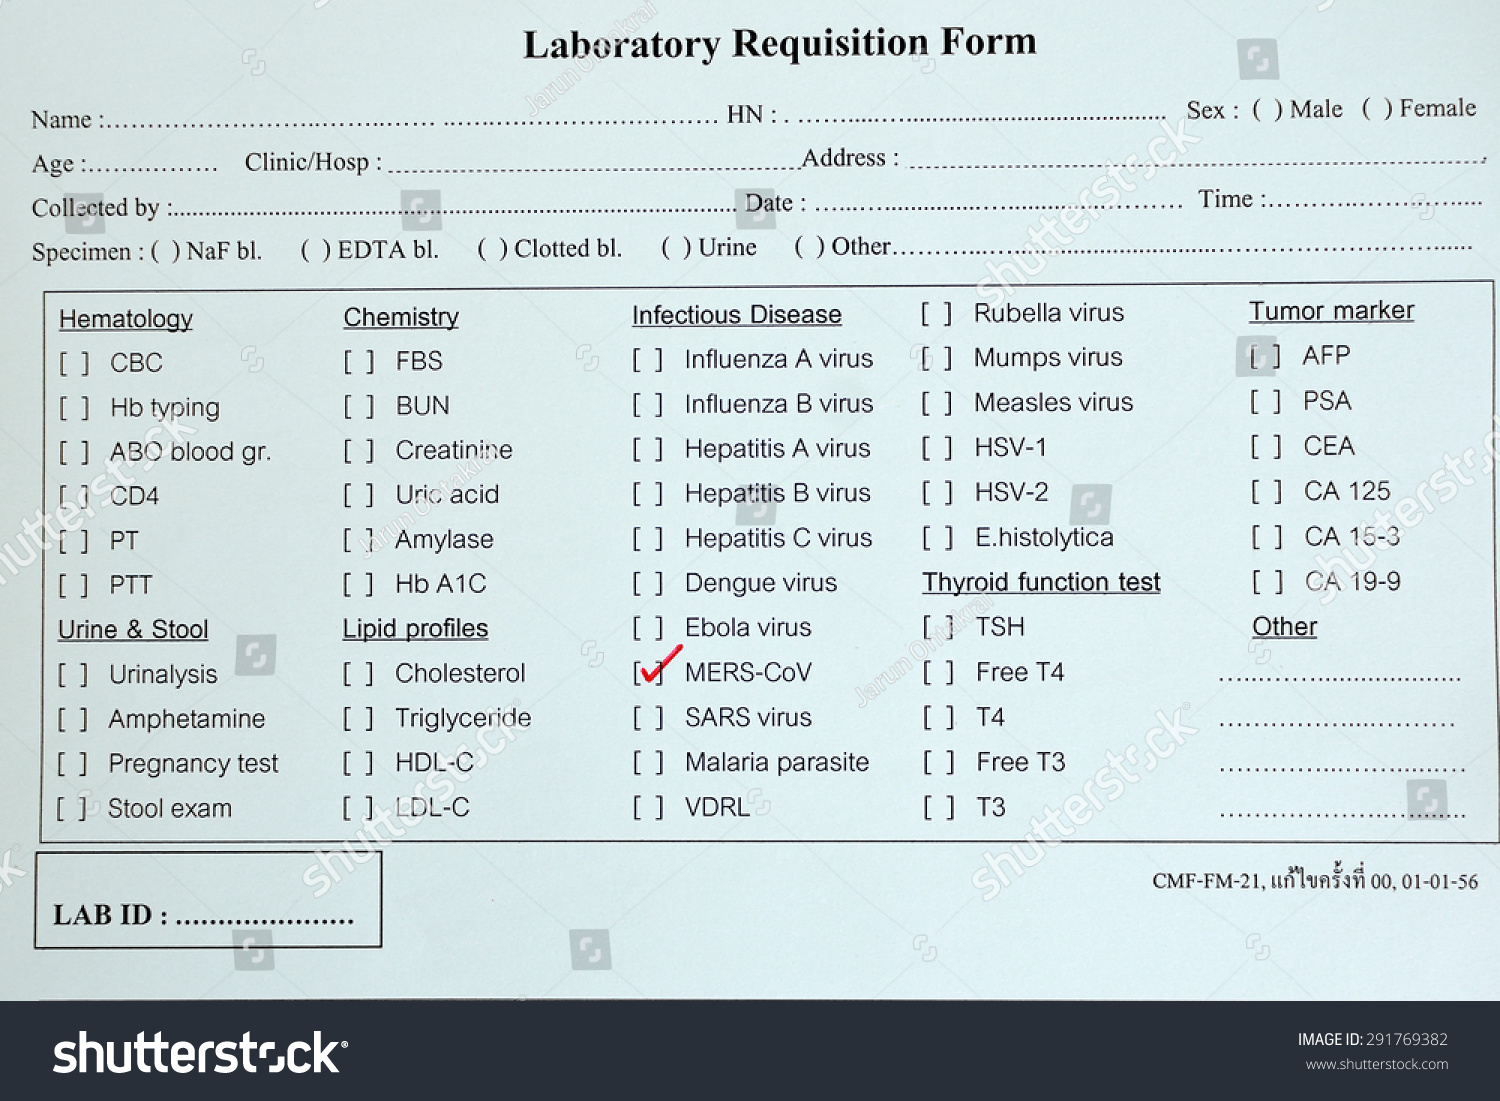 Laboratory Requisition Form
Name :.......................................... ....................................... HN : . ..................................................... Sex : ( ) Male ( ) Female
Age :................ Clinic/Hosp : ............................................................Address : ..........................................................................
Collected by :..................................................................................Date : .................................................... Time :................................
Specimen : ( ) NaF bl. ( ) EDTA bl. ( ) Clotted bl. ( ) Urine ( ) Other....................................................................................
Hematology
[ ] CBC
[ ] Hb typing
[ ] ABO blood gr.
[ ] CD4
[ ] PT
[ ] PTT
Urine & Stool
[ ] Urinalysis
[ ] Amphetamine
[ ] Pregnancy test
[ ] Stool exam
Chemistry
[ ] FBS
[ ] BUN
[ ] Creatinine
[ ] Uric acid
[ ] Amylase
[ ] Hb A1C
Lipid profiles
[ ] Cholesterol
[ ] Triglyceride
[ ] HDL-C
[ ] LDL-C
Infectious Disease
[ ] Influenza A virus
[ ] Influenza B virus
[ ] Hepatitis A virus
[ ] Hepatitis B virus
[ ] Hepatitis C virus
[ ] Dengue virus
[ ] Ebola virus
[✓] MERS-CoV
[ ] SARS virus
[ ] Malaria parasite
[ ] VDRL
[ ] Rubella virus
[ ] Mumps virus
[ ] Measles virus
[ ] HSV-1
[ ] HSV-2
[ ] E.histolytica
Thyroid function test
[ ] TSH
[ ] Free T4
[ ] T4
[ ] Free T3
[ ] T3
Tumor marker
[ ] AFP
[ ] PSA
[ ] CEA
[ ] CA 125
[ ] CA 15-3
[ ] CA 19-9
Other
...................................
...................................
...................................
...................................
LAB ID : .....................
CMF-FM-21, แก้ไขครั้งที่ 00, 01-01-56
shutterstock
IMAGE ID: 291769382
www.shutterstock.com